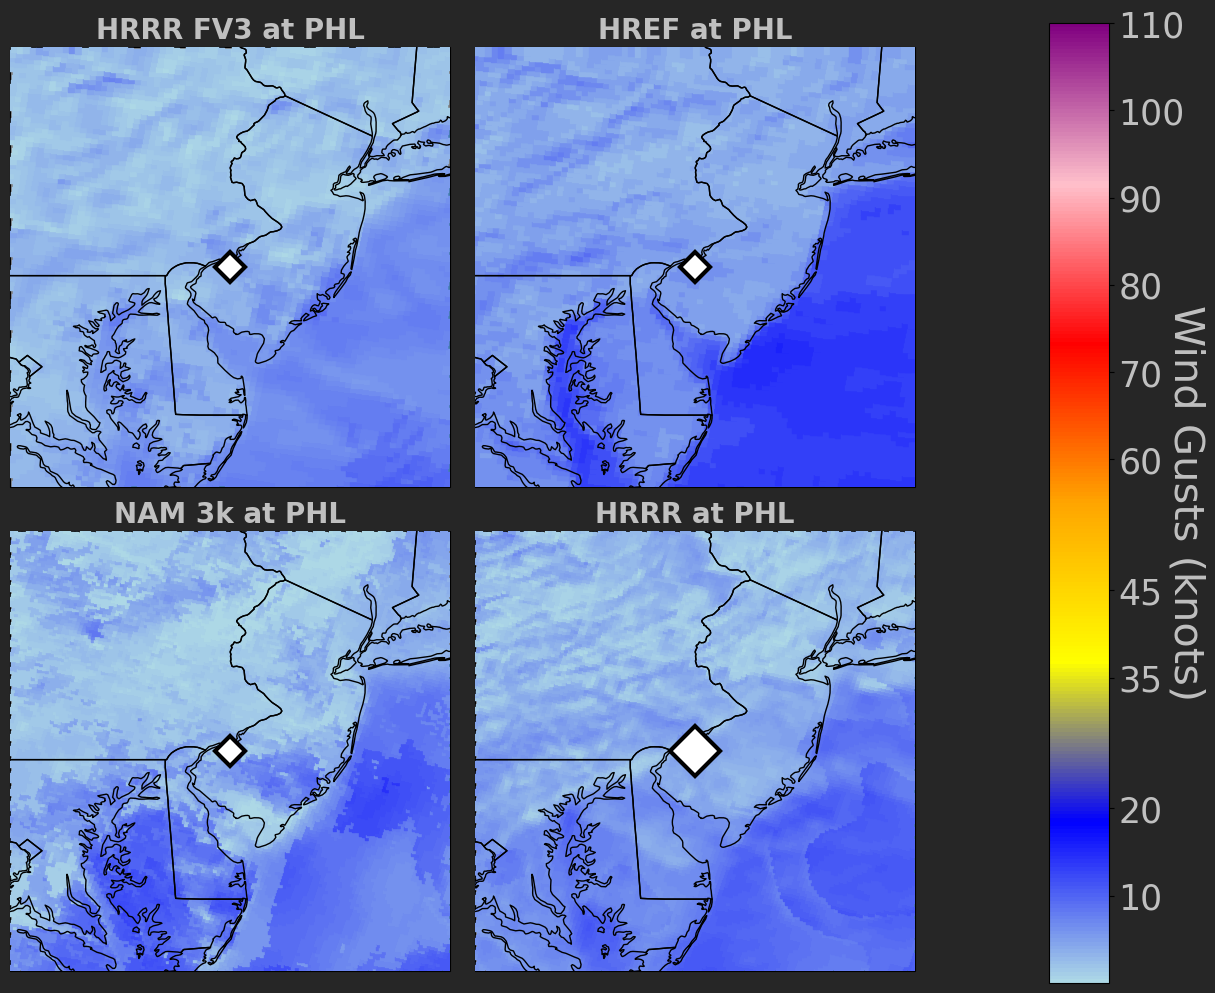 HRRR FV3 at PHL
HREF at PHL
NAM 3k at PHL
HRRR at PHL
110
100
90
80
70
60
45
35
20
10
Wind Gusts (knots)